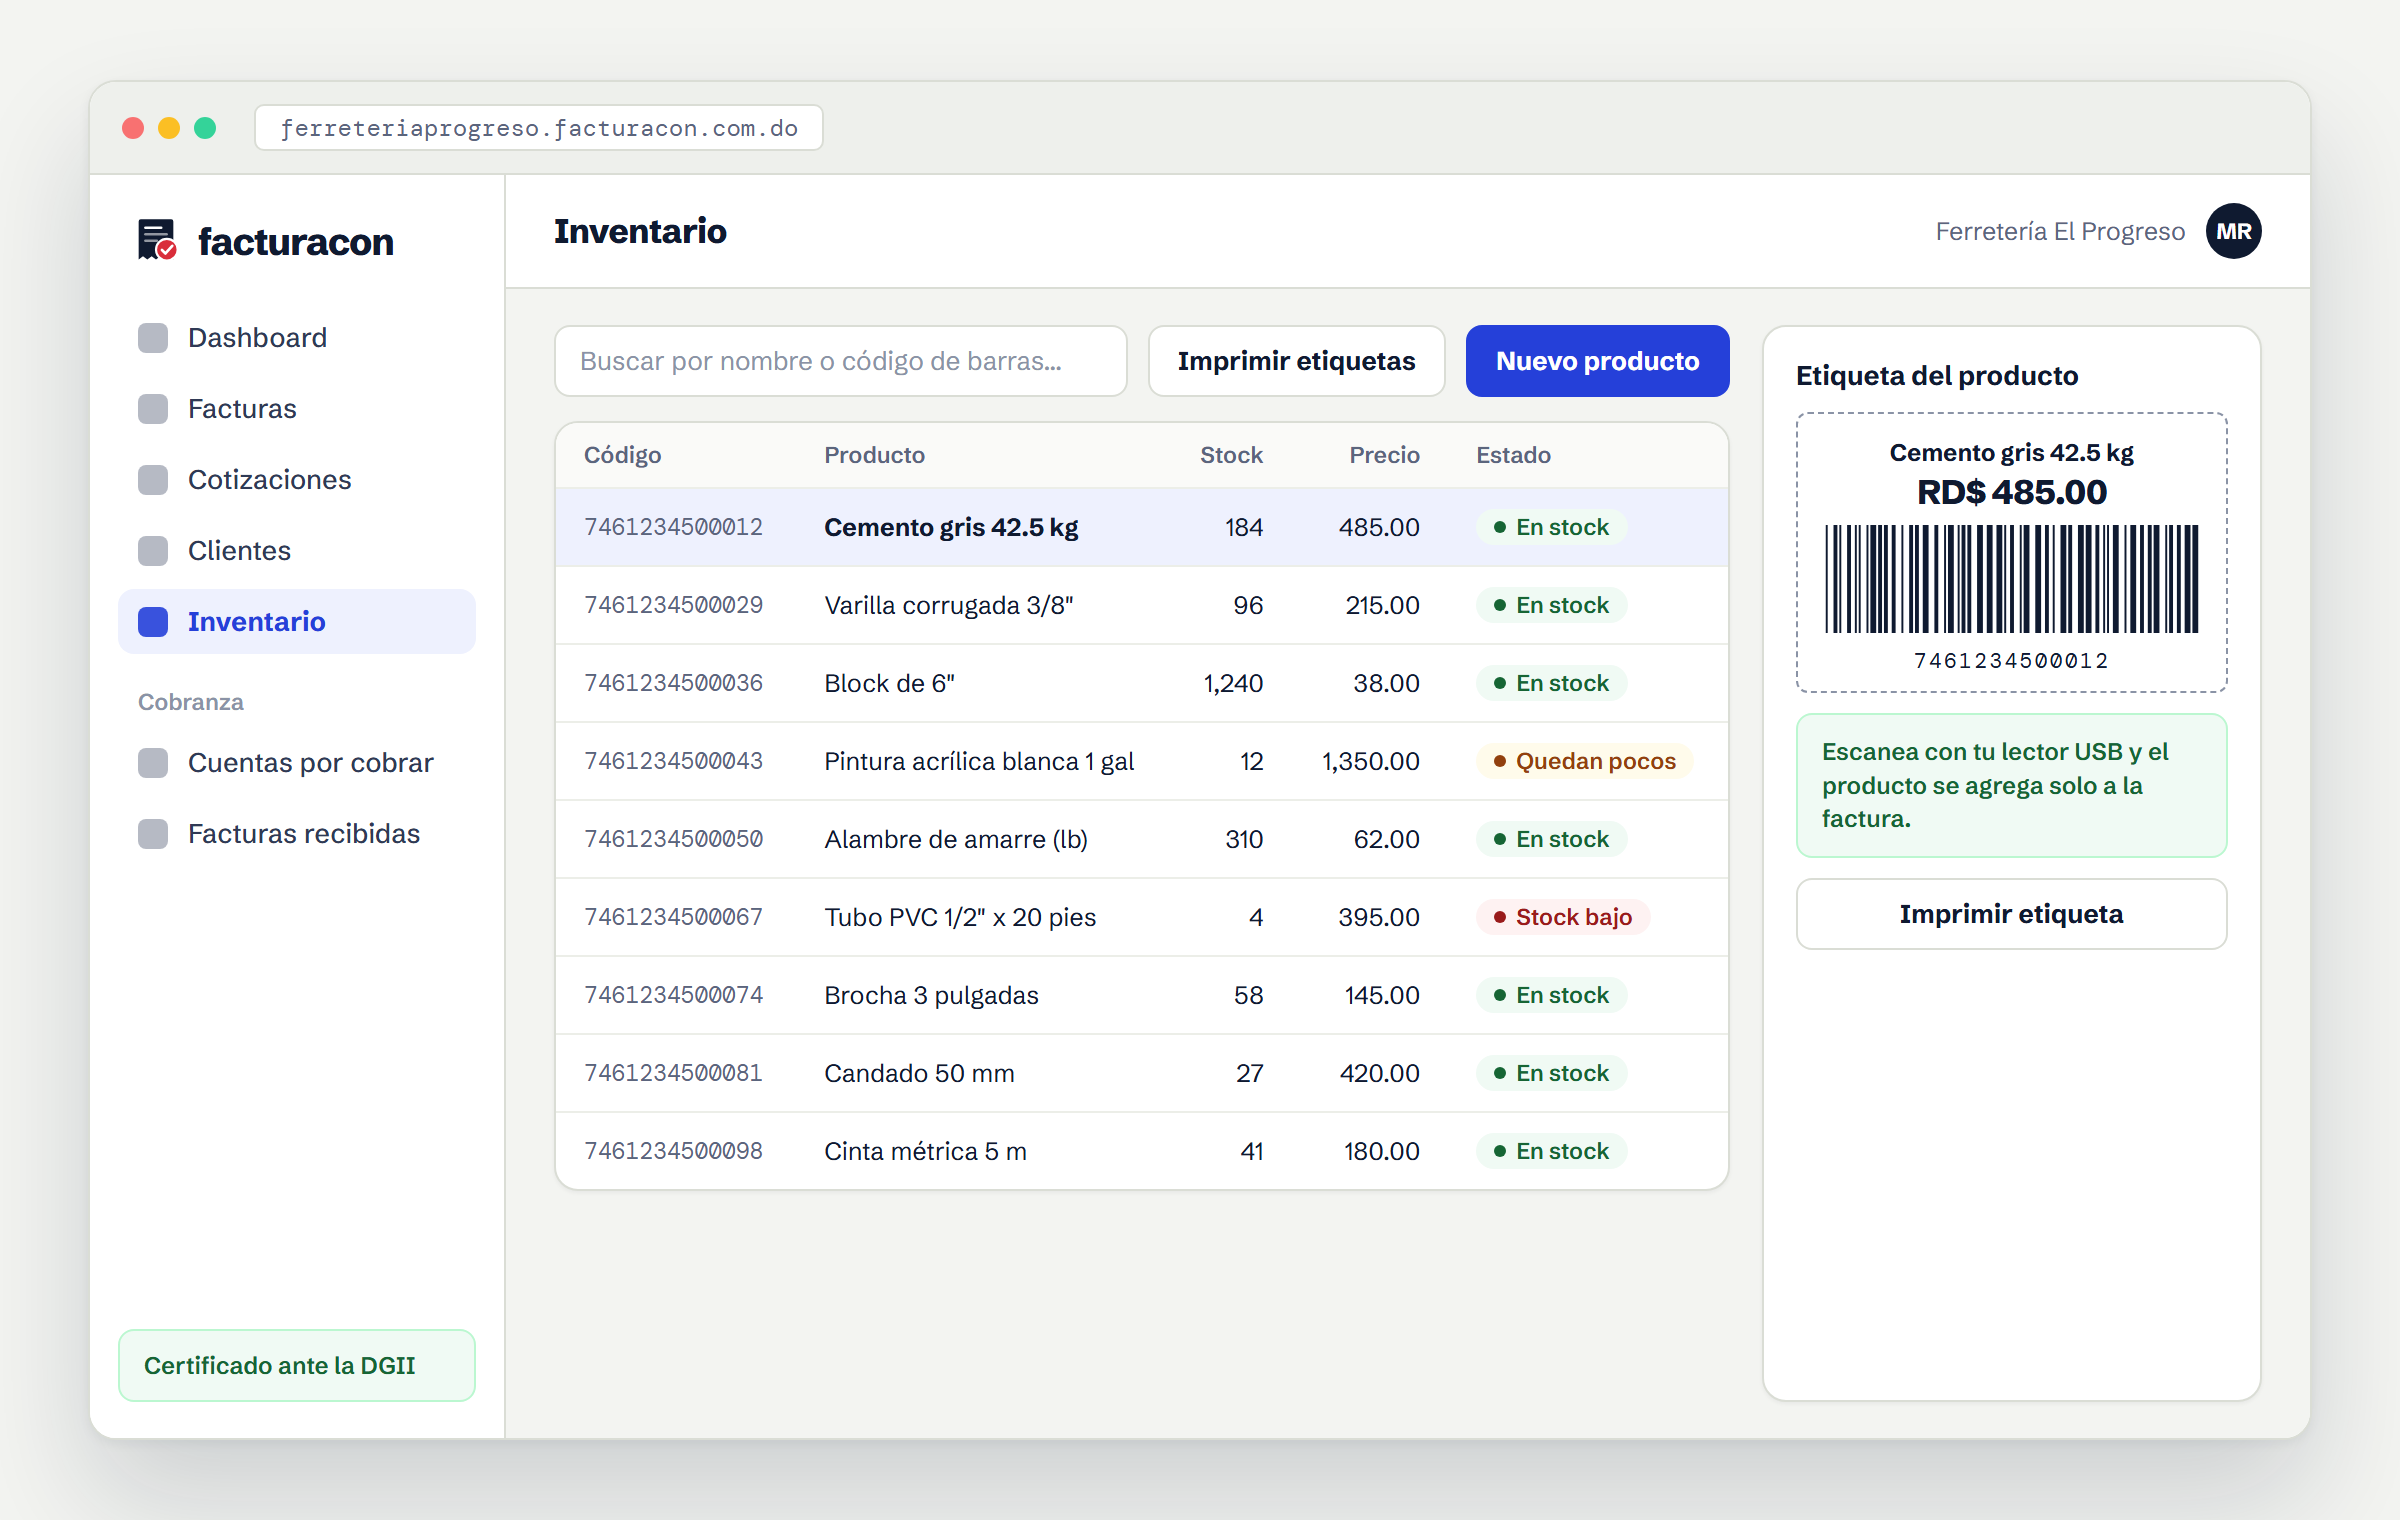 ferreteriaprogreso.facturacon.com.do
facturacon
Dashboard
Facturas
Cotizaciones
Clientes
Inventario
Cobranza
Cuentas por cobrar
Facturas recibidas
Certificado ante la DGII
Inventario
Ferretería El Progreso MR
Buscar por nombre o código de barras...
Imprimir etiquetas
Nuevo producto
Código Producto Stock Precio Estado
7461234500012 Cemento gris 42.5 kg 184 485.00 En stock
7461234500029 Varilla corrugada 3/8" 96 215.00 En stock
7461234500036 Block de 6" 1,240 38.00 En stock
7461234500043 Pintura acrílica blanca 1 gal 12 1,350.00 Quedan pocos
7461234500050 Alambre de amarre (lb) 310 62.00 En stock
7461234500067 Tubo PVC 1/2" x 20 pies 4 395.00 Stock bajo
7461234500074 Brocha 3 pulgadas 58 145.00 En stock
7461234500081 Candado 50 mm 27 420.00 En stock
7461234500098 Cinta métrica 5 m 41 180.00 En stock
Etiqueta del producto
Cemento gris 42.5 kg
RD$ 485.00
7461234500012
Escanea con tu lector USB y el
producto se agrega solo a la
factura.
Imprimir etiqueta